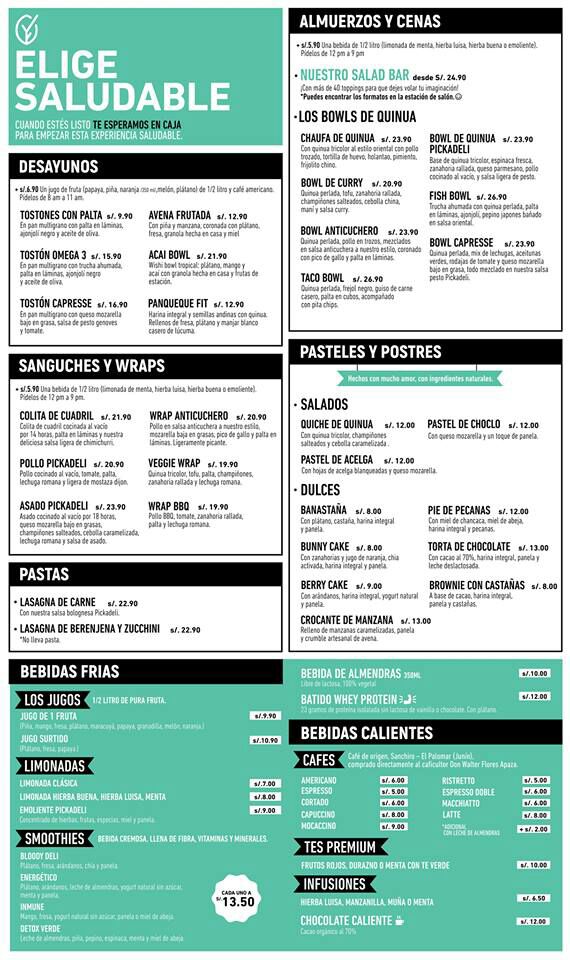 ELIGE
SALUDABLE
CUANDO ESTÉS LISTO TE ESPERAMOS EN CAJA
PARA EMPEZAR ESTA EXPERIENCIA SALUDABLE.
DESAYUNOS
+ s/.6.90 Un jugo de fruta (papaya, piña, naranja (350 ml),melón, plátano) de 1/2 litro y café americano.
Pídelos de 8 am a 11 am.
TOSTONES CON PALTA s/. 9.90
En pan multigrano con palta en láminas,
ajonjolí negro y aceite de oliva.
TOSTÓN OMEGA 3 s/. 15.90
En pan multigrano con trucha ahumada,
palta en láminas, ajonjolí negro
y aceite de oliva.
TOSTÓN CAPRESSE s/. 16.90
Pan multigrano con queso mozarella
bajo en grasa, salsa de pesto genoves
y tomate.
AVENA FRUTADA s/. 12.90
Con piña y manzana, coronada con plátano,
fresa, granola hecha en casa y miel
ACAI BOWL s/. 21.90
Wishi bowl tropical: plátano, mango y
acaí con granola hecha en casa y frutas de
estación.
PANQUEQUE FIT s/. 12.90
Harina integral y semillas andinas con quinua.
Rellenos de fresa, plátano y manjar blanco
casero de lúcuma.
SANGUCHES Y WRAPS
+ s/.5.90 Una bebida de 1/2 litro (limonada de menta, hierba luisa, hierba buena o emoliente).
Pídelos de 12 pm a 9 pm.
COLITA DE CUADRIL s/. 21.90
Colita de cuadril cocinada al vacío
por 14 horas, palta en láminas y nuestra
deliciosa salsa ligera de chimichurri.
POLLO PICKADELI s/. 20.90
Pollo cocinado al vacío, tomate, palta,
lechuga romana y ligera de mostaza dijon.
ASADO PICKADELI s/. 23.90
Asado cocinado al vacío por 18 horas,
queso mozarella bajo en grasas,
champiñones salteados, cebolla caramelizada,
lechuga romana y salsa de asado.
WRAP ANTICUCHERO s/. 20.90
Pollo en salsa anticuchero a nuestro estilo,
mozarella baja en grasas, pico de gallo y palta en
láminas. Ligeramente picante.
VEGGIE WRAP s/. 19.90
Quinua tricolor, tofu, palta, champiñones,
zanahoria rallada y lechuga romana.
WRAP BBQ s/. 19.90
Pollo BBQ, tomate, zanahoria rallada,
palta y lechuga romana.
PASTAS
• LASAGNA DE CARNE s/. 22.90
Con nuestra salsa bolognesa Pickadeli.
• LASAGNA DE BERENJENA Y ZUCCHINI s/. 22.90
*No lleva pasta.
ALMUERZOS Y CENAS
+ s/.5.90 Una bebida de 1/2 litro (limonada de menta, hierba luisa, hierba buena o emoliente).
Pídelos de 12 pm a 9 pm
• NUESTRO SALAD BAR desde S/. 24.90
¡Con más de 40 toppings para que dejes volar tu imaginación!
*Puedes encontrar los formatos en la estación de salón.☺
• LOS BOWLS DE QUINUA
CHAUFA DE QUINUA s/. 23.90
Con quinua tricolor al estilo oriental con pollo
trozado, tortilla de huevo, holantao, pimiento,
frejolito chino.
BOWL DE CURRY s/. 20.90
Quinua perlada, tofu, zanahoria rallada,
champiñones salteados, cebolla china,
maní y salsa curry.
BOWL ANTICUCHERO s/. 23.90
Quinua perlada, pollo en trozos, mezclados
en salsa anticuchera a nuestro estilo, coronado
con pico de gallo y palta en láminas.
TACO BOWL s/. 26.90
Quinua perlada, frejol negro, guiso de carne
casero, palta en cubos, acompañado
con pita chips.
BOWL DE QUINUA s/. 23.90
PICKADELI
Base de quinua tricolor, espinaca fresca,
zanahoria rallada, queso parmesano, pollo
cocinado al vacío, y salsa ligera de pesto.
FISH BOWL s/. 26.90
Trucha ahumada con quinua perlada, palta
en láminas, ajonjolí, pepino japones bañado
en salsa oriental.
BOWL CAPRESSE s/. 23.90
Quinua perlada, mix de lechugas, aceitunas
verdes, rodajas de tomate y queso mozarella
bajo en grasa, todo mezclado en nuestra salsa
pesto Pickadeli.
PASTELES Y POSTRES
Hechos con mucho amor, con ingredientes naturales.
• SALADOS
QUICHE DE QUINUA s/. 12.00
Con quinua tricolor, champiñones
salteados y cebolla caramelizada .
PASTEL DE CHOCLO s/. 12.00
Con queso mozarella y un toque de panela.
PASTEL DE ACELGA s/. 12.00
Con hojas de acelga blanqueadas y queso mozarella.
• DULCES
BANASTAÑA s/. 8.00
Con plátano, castaña, harina integral
y panela.
BUNNY CAKE s/. 8.00
Con zanahorias y jugo de naranja, chía
activada, harina integral y panela.
BERRY CAKE s/. 9.00
Con arándanos, harina integral, yogurt natural
y panela.
CROCANTE DE MANZANA s/. 13.00
Relleno de manzanas caramelizadas, panela
y crumble artesanal de avena.
PIE DE PECANAS s/. 12.00
Con miel de chancaca, miel de abeja,
harina integral y pecanas.
TORTA DE CHOCOLATE s/. 13.00
Con cacao al 70%, harina integral, panela y
leche deslactosada.
BROWNIE CON CASTAÑAS s/. 8.00
A base de cacao, harina integral,
panela y castañas.
BEBIDAS FRIAS
LOS JUGOS 1/2 LITRO DE PURA FRUTA.
JUGO DE 1 FRUTA s/.9.90
(Piña, mango, fresa, plátano, maracuyá, papaya, granadilla, melón, naranja.)
JUGO SURTIDO s/.10.90
(Plátano, fresa, papaya.)
LIMONADAS
LIMONADA CLÁSICA s/.7.00
LIMONADA HIERBA BUENA, HIERBA LUISA, MENTA s/.8.00
EMOLIENTE PICKADELI s/.9.00
Concentrado de hierbas, frutas, especias, miel y panela.
SMOOTHIES BEBIDA CREMOSA, LLENA DE FIBRA, VITAMINAS Y MINERALES.
BLOODY DELI
Plátano, fresa, arándanos, chía y panela.
ENERGÉTICO
Plátano, arándanos, leche de almendras, yogurt natural sin azúcar,
menta y panela.
INMUNE
Mango, fresa, yogurt natural sin azúcar, panela o miel de abeja.
DETOX VERDE
Leche de almendras, piña, pepino, espinaca, menta y miel de abeja.
CADA UNO A
S/.13.50
BEBIDA DE ALMENDRAS 350ML s/.10.00
Libre de lactosa, 100% vegetal
BATIDO WHEY PROTEIN s/.12.00
23 gramos de proteína isolatada sin lactosa de vainilla o chocolate. Con plátano.
BEBIDAS CALIENTES
CAFES Café de origen, Sanchirio – El Palomar (Junín),
comprado directamente al caficultor Don Walter Flores Apaza.
AMERICANO s/. 6.00
ESPRESSO s/. 5.00
CORTADO s/. 6.00
CAPUCCINO s/. 8.00
MOCACCINO s/. 9.00
RISTRETTO s/. 5.00
ESPRESSO DOBLE s/. 6.00
MACCHIATTO s/. 6.00
LATTE s/. 8.00
*ADICIONAL
CON LECHE DE ALMENDRAS + s/. 2.00
TES PREMIUM
FRUTOS ROJOS, DURAZNO O MENTA CON TE VERDE s/. 10.00
INFUSIONES
HIERBA LUISA, MANZANILLA, MUÑA O MENTA s/. 6.50
CHOCOLATE CALIENTE s/. 12.00
Cacao orgánico al 70%